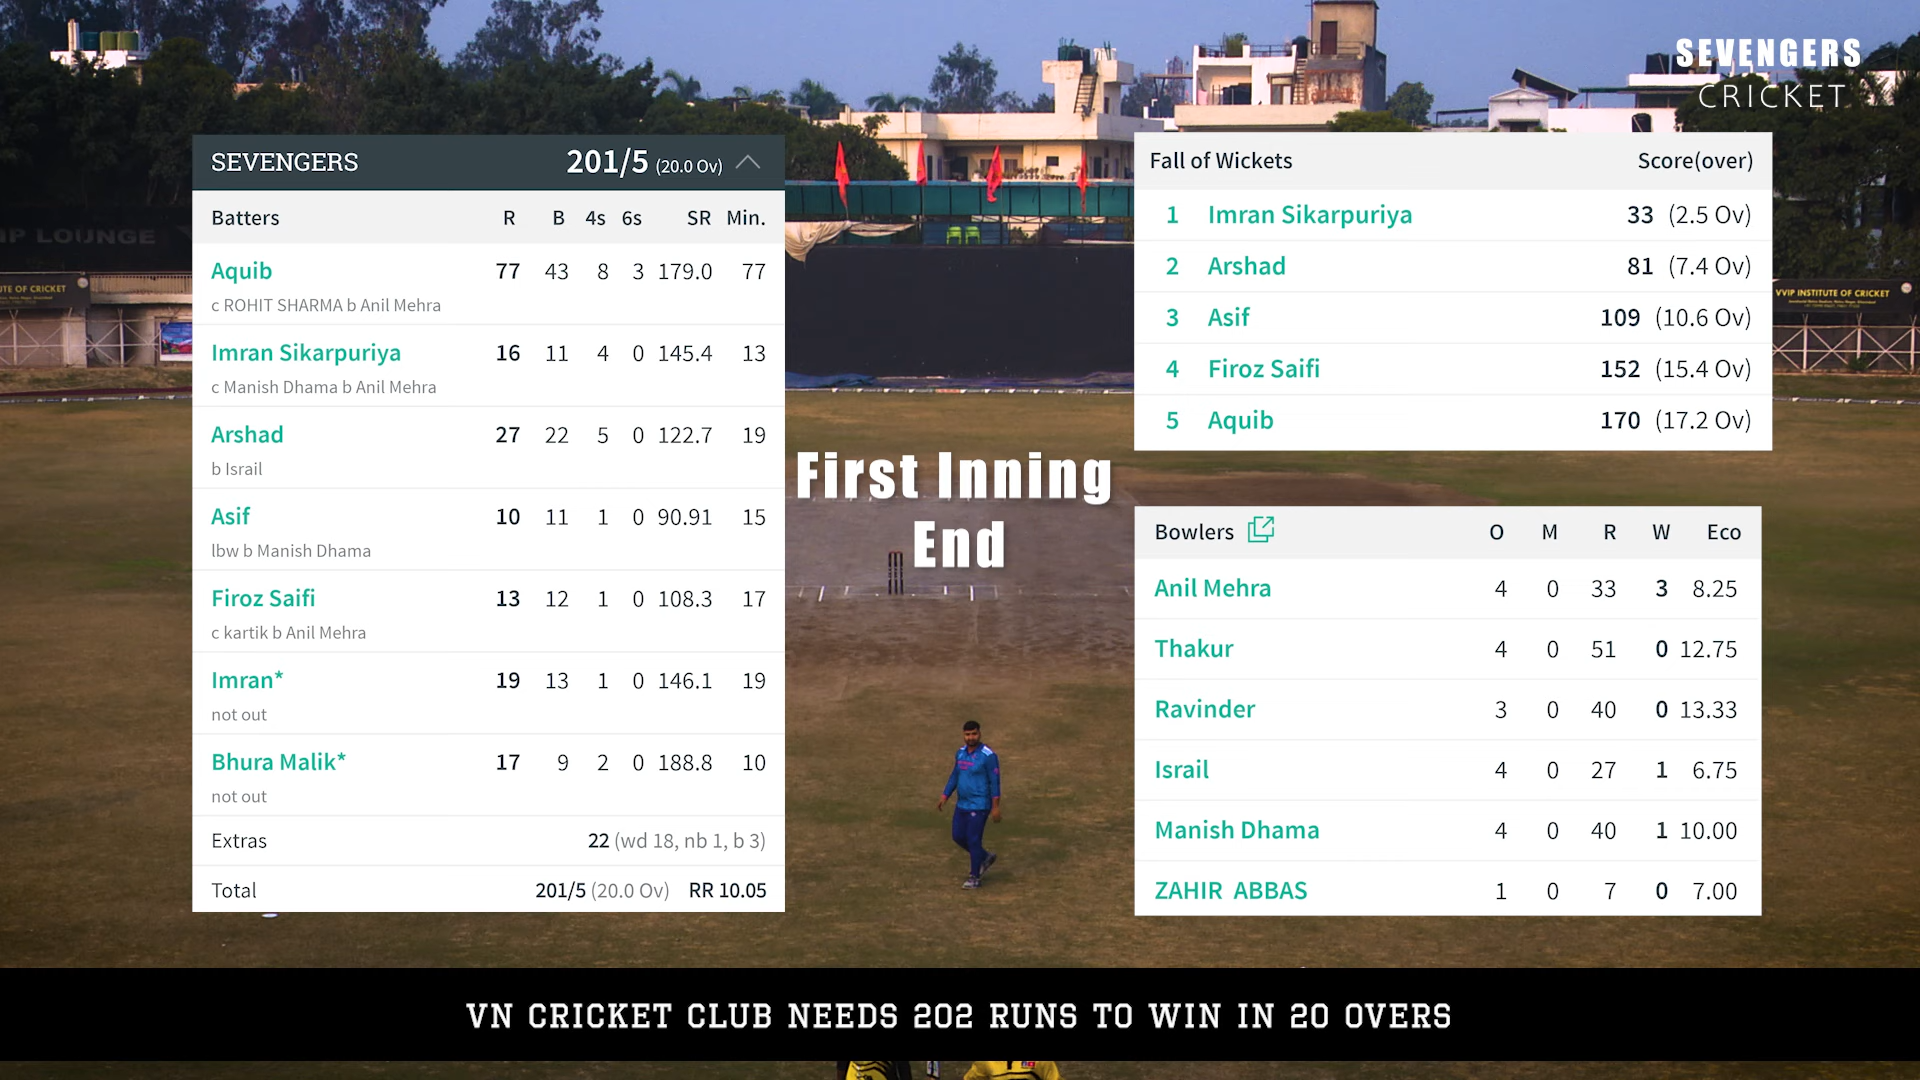 SEVENGERS
CRICKET
SEVENGERS 201/5 (20.0 Ov)
Batters R B 4s 6s SR Min.
Aquib 77 43 8 3 179.0 77
c ROHIT SHARMA b Anil Mehra
Imran Sikarpuriya 16 11 4 0 145.4 13
c Manish Dhama b Anil Mehra
Arshad 27 22 5 0 122.7 19
b Israil
Asif 10 11 1 0 90.91 15
lbw b Manish Dhama
Firoz Saifi 13 12 1 0 108.3 17
c kartik b Anil Mehra
Imran* 19 13 1 0 146.1 19
not out
Bhura Malik* 17 9 2 0 188.8 10
not out
Extras 22 (wd 18, nb 1, b 3)
Total 201/5 (20.0 Ov) RR 10.05
First Inning
End
Fall of Wickets Score(over)
1 Imran Sikarpuriya 33 (2.5 Ov)
2 Arshad 81 (7.4 Ov)
3 Asif 109 (10.6 Ov)
4 Firoz Saifi 152 (15.4 Ov)
5 Aquib 170 (17.2 Ov)
Bowlers O M R W Eco
Anil Mehra 4 0 33 3 8.25
Thakur 4 0 51 0 12.75
Ravinder 3 0 40 0 13.33
Israil 4 0 27 1 6.75
Manish Dhama 4 0 40 1 10.00
ZAHIR ABBAS 1 0 7 0 7.00
IP LOUNGE
TE OF CRICKET
VVIP INSTITUTE OF CRICKET
VN CRICKET CLUB NEEDS 202 RUNS TO WIN IN 20 OVERS